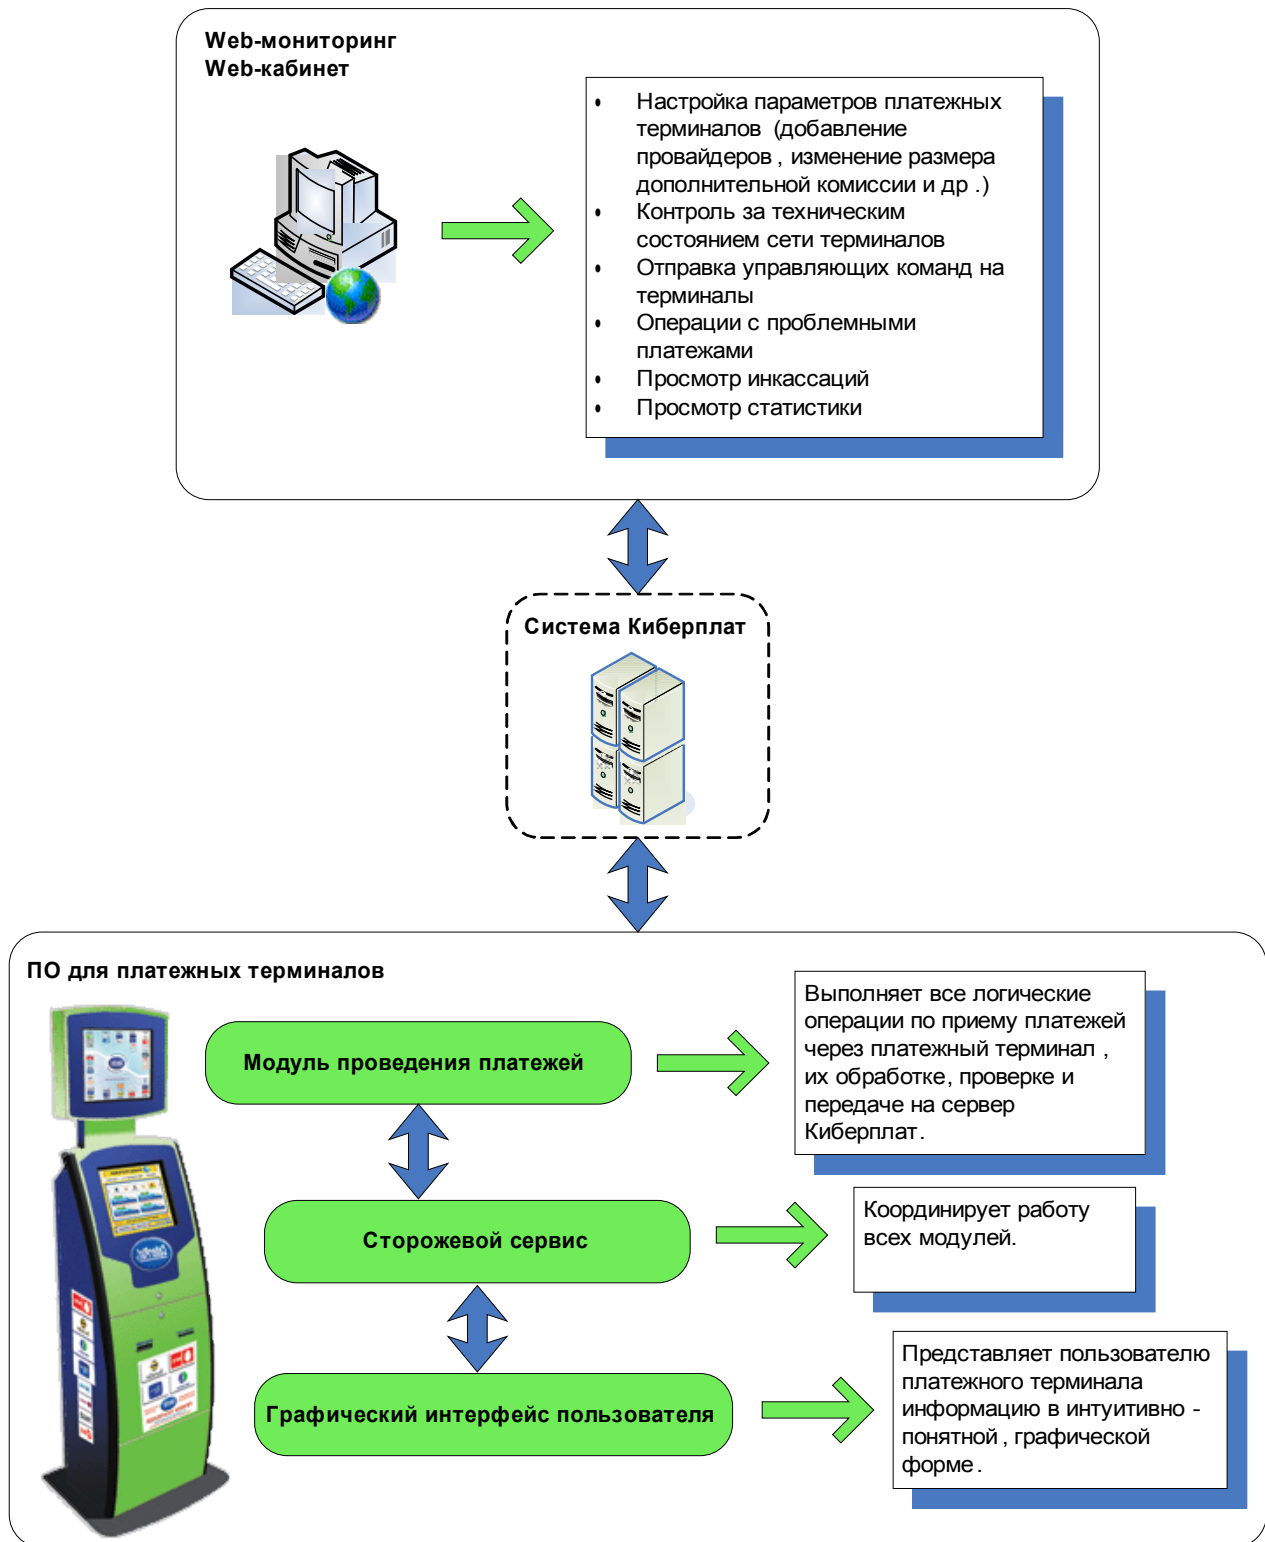 Web-мониторинг
Web-кабинет
• Настройка параметров платежных
терминалов (добавление
провайдеров , изменение размера
дополнительной комиссии и др .)
• Контроль за техническим
состоянием сети терминалов
• Отправка управляющих команд на
терминалы
• Операции с проблемными
платежами
• Просмотр инкассаций
• Просмотр статистики
Система Киберплат
ПО для платежных терминалов
Модуль проведения платежей
Выполняет все логические
операции по приему платежей
через платежный терминал ,
их обработке, проверке и
передаче на сервер
Киберплат.
Сторожевой сервис
Координирует работу
всех модулей.
Графический интерфейс пользователя
Представляет пользователю
платежного терминала
информацию в интуитивно -
понятной , графической
форме .